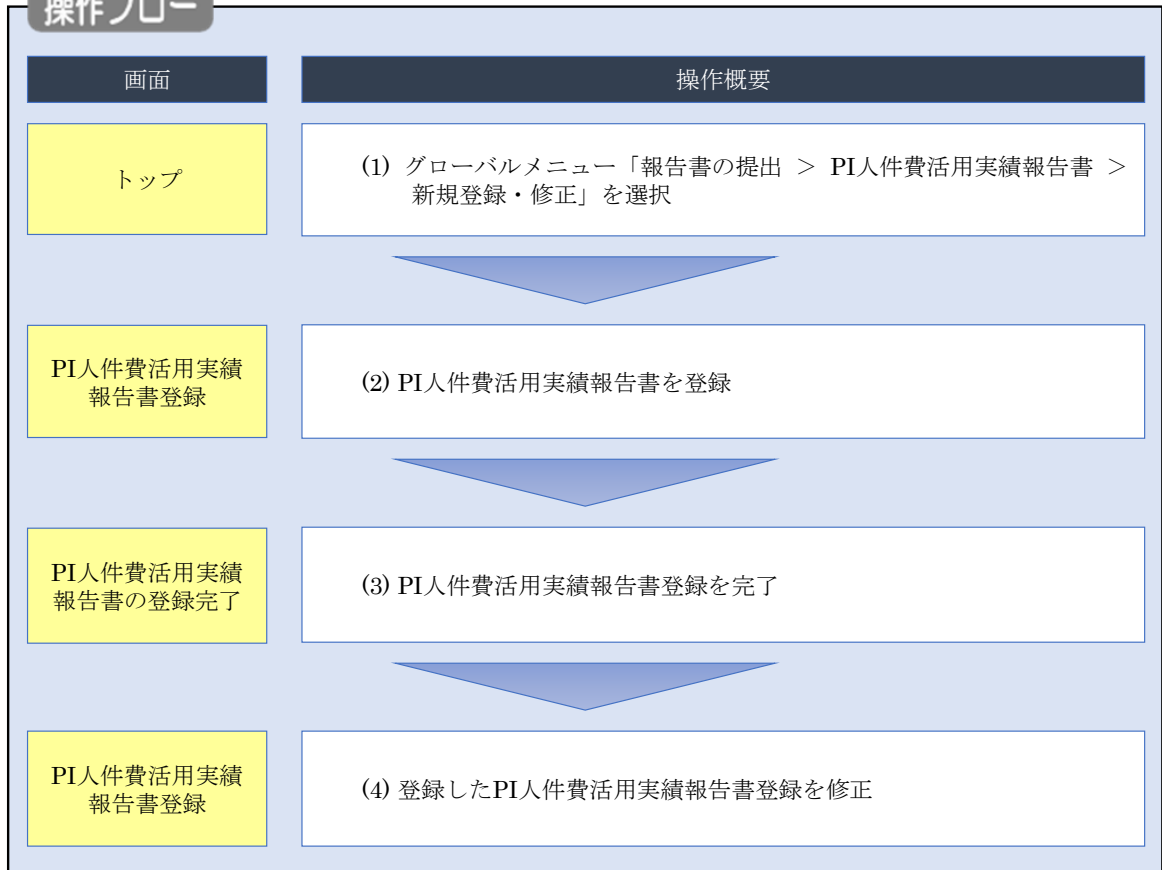 操作フロー
画面
操作概要
トップ
(1) グローバルメニュー「報告書の提出 ＞ PI人件費活用実績報告書 ＞
新規登録・修正」を選択
PI人件費活用実績
報告書登録
(2) PI人件費活用実績報告書を登録
PI人件費活用実績
報告書の登録完了
(3) PI人件費活用実績報告書登録を完了
PI人件費活用実績
報告書登録
(4) 登録したPI人件費活用実績報告書登録を修正